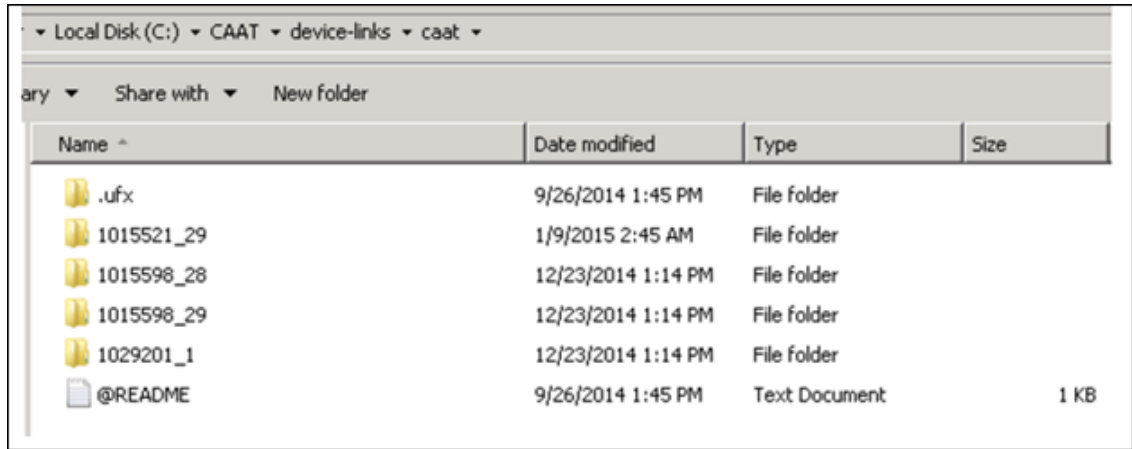 Local Disk (C:) CAAT device-links caat
ary Share with New folder
Name Date modified Type Size
.ufx 9/26/2014 1:45 PM File folder
1015521_29 1/9/2015 2:45 AM File folder
1015598_28 12/23/2014 1:14 PM File folder
1015598_29 12/23/2014 1:14 PM File folder
1029201_1 12/23/2014 1:14 PM File folder
@README 9/26/2014 1:45 PM Text Document 1 KB